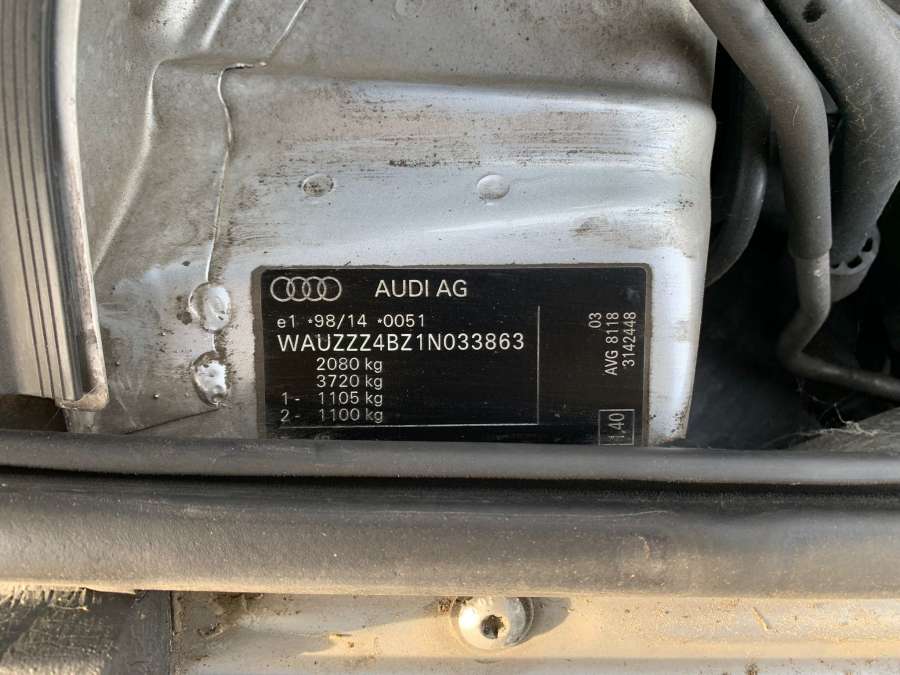 AUDI AG
e1 *98/14 *0051
WAUZZZ4BZ1N033863
2080 kg
3720 kg
1- 1105 kg
2- 1100 kg
03
AVG 8118
3142448
1.40